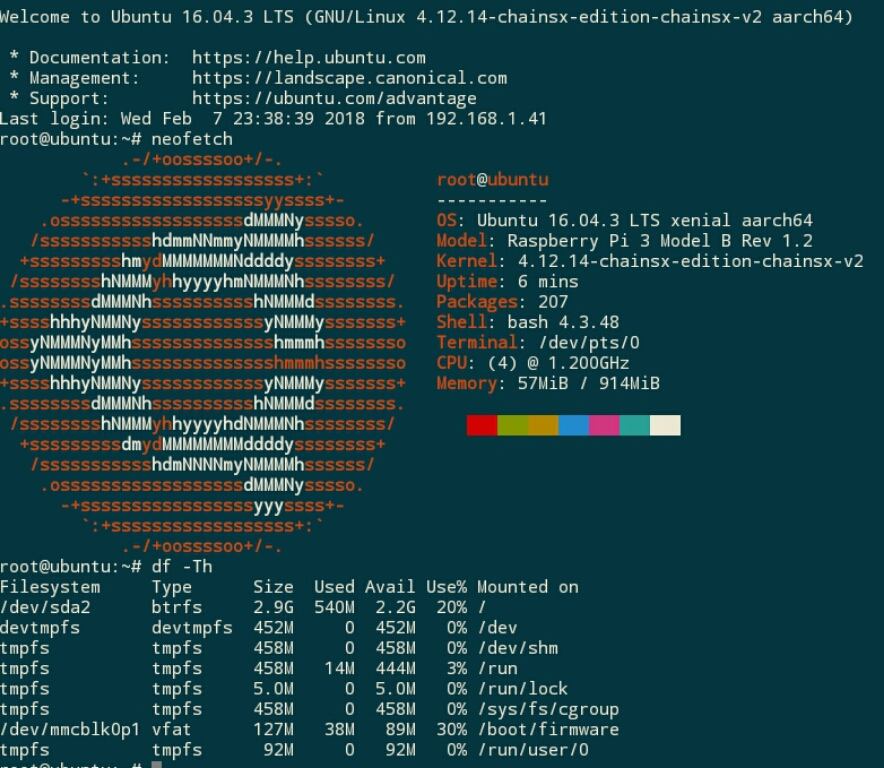 Welcome to Ubuntu 16.04.3 LTS (GNU/Linux 4.12.14-chainsx-edition-chainsx-v2 aarch64)
* Documentation:  https://help.ubuntu.com
* Management:     https://landscape.canonical.com
* Support:        https://ubuntu.com/advantage
Last login: Wed Feb  7 23:38:39 2018 from 192.168.1.41
root@ubuntu:~# neofetch
.-/+oossssoo+/-.
`:+ssssssssssssssssss+:`
-+ssssssssssssssssssyyssss+-
.ossssssssssssssssssdMMMNysssso.
/ssssssssssshdmmNNmmyNMMMMhssssss/
+ssssssssshmydMMMMMMMNddddyssssssss+
/sssssssshNMMMyhhyyyyhmNMMMNhssssssss/
.ssssssssdMMMNhsssssssssshNMMMdssssssss.
+sssshhhyNMMNyssssssssssssyNMMMysssssss+
ossyNMMMNyMMhsssssssssssssshmmmhssssssso
ossyNMMMNyMMhsssssssssssssshmmmhssssssso
+sssshhhyNMMNyssssssssssssyNMMMysssssss+
.ssssssssdMMMNhsssssssssshNMMMdssssssss.
/sssssssshNMMMyhhyyyyhdNMMMNhssssssss/
+sssssssssdmydMMMMMMMMddddyssssssss+
/ssssssssssshdmNNNNmyNMMMMhssssss/
.ossssssssssssssssssdMMMNysssso.
-+sssssssssssssssssyyyssss+-
`:+ssssssssssssssssss+:`
.-/+oossssoo+/-.
root@ubuntu
-----------
OS: Ubuntu 16.04.3 LTS xenial aarch64
Model: Raspberry Pi 3 Model B Rev 1.2
Kernel: 4.12.14-chainsx-edition-chainsx-v2
Uptime: 6 mins
Packages: 207
Shell: bash 4.3.48
Terminal: /dev/pts/0
CPU: (4) @ 1.200GHz
Memory: 57MiB / 914MiB
root@ubuntu:~# df -Th
Filesystem     Type      Size  Used Avail Use% Mounted on
/dev/sda2      btrfs     2.9G  540M  2.2G  20% /
devtmpfs       devtmpfs  452M     0  452M   0% /dev
tmpfs          tmpfs     458M     0  458M   0% /dev/shm
tmpfs          tmpfs     458M   14M  444M   3% /run
tmpfs          tmpfs     5.0M     0  5.0M   0% /run/lock
tmpfs          tmpfs     458M     0  458M   0% /sys/fs/cgroup
/dev/mmcblk0p1 vfat      127M   38M   89M  30% /boot/firmware
tmpfs          tmpfs      92M     0   92M   0% /run/user/0
root@ubuntu:~#